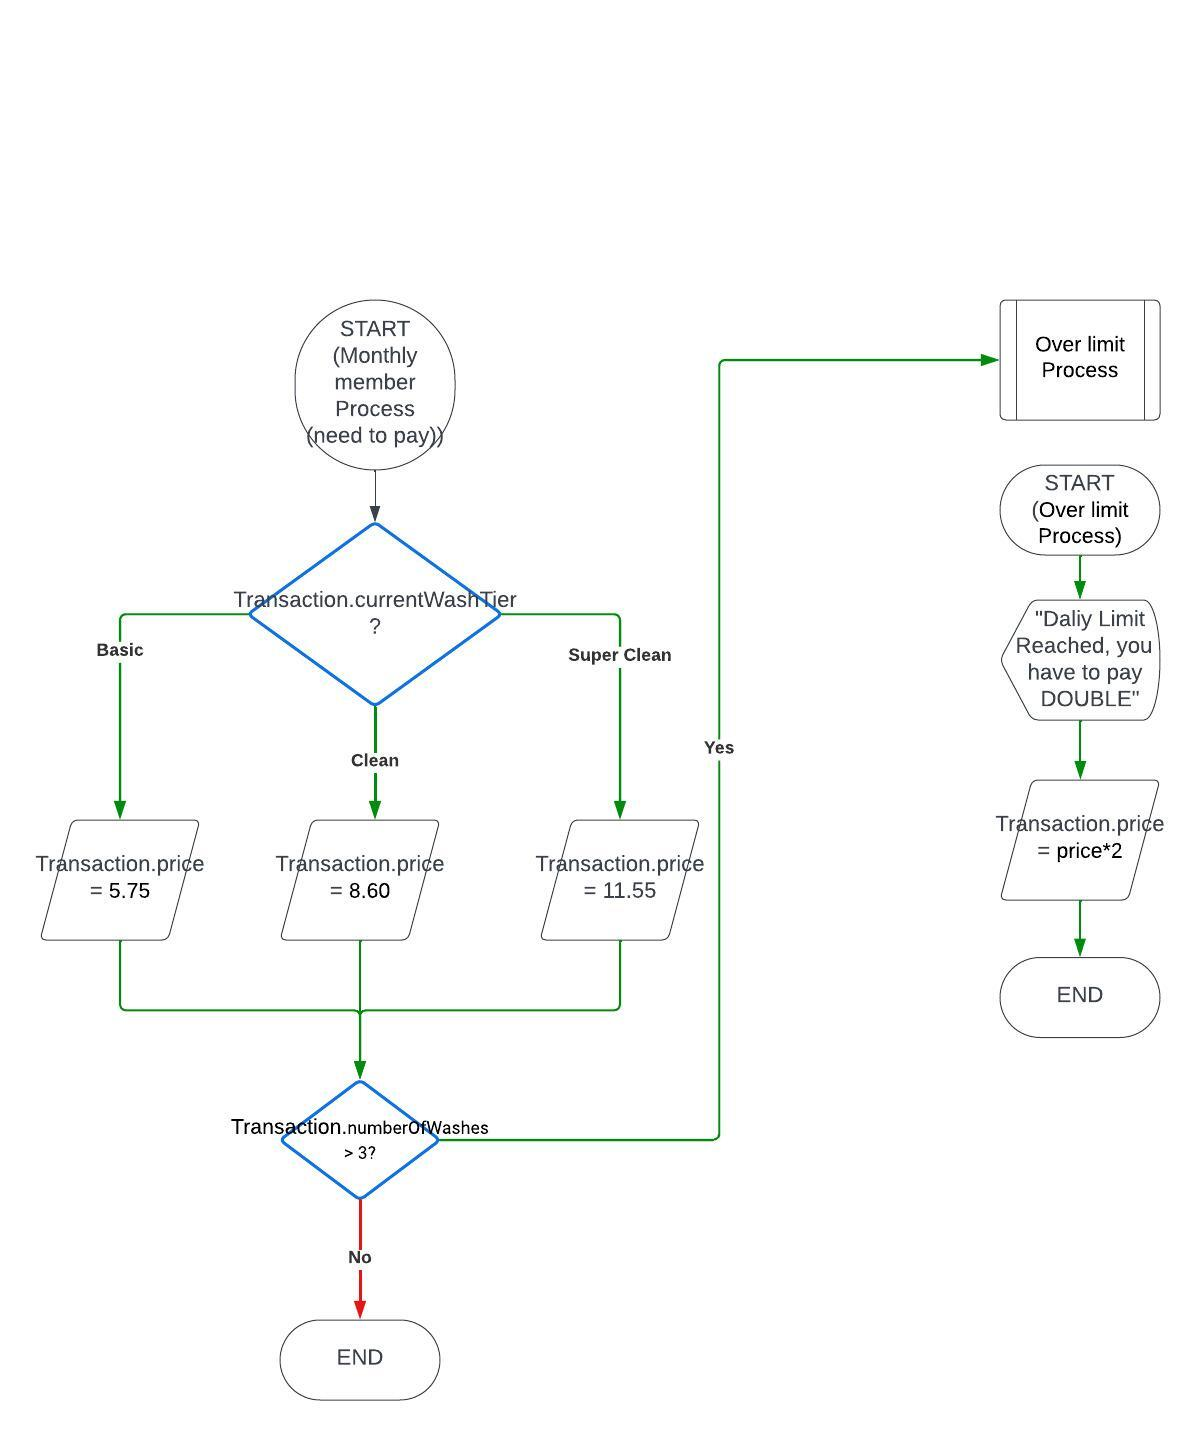 START
(Monthly
member
Process
(need to pay))
Transaction.currentWashTier
?
Basic
Super Clean
Clean
Transaction.price
= 5.75
Transaction.price
= 8.60
Transaction.price
= 11.55
Transaction.numberOfWashes
> 3?
Yes
No
END
Over limit
Process
START
(Over limit
Process)
"Daliy Limit
Reached, you
have to pay
DOUBLE"
Transaction.price
= price*2
END